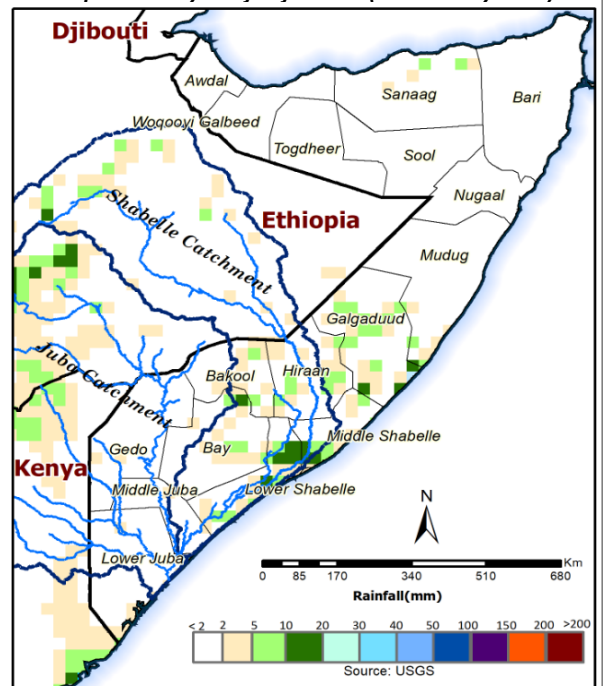 Djibouti
Awdal
Sanaag
Bari
Woqooyi Galbeed
Togdheer
Sool
Nugaal
Shabelle Catchment
Ethiopia
Mudug
Galgaduud
Juba Catchment
Bakool
Hiraan
Gedo
Bay
Middle Shabelle
Kenya
Middle Juba
Lower Shabelle
N
Lower Juba
Km
0 85 170 340 510 680
Rainfall(mm)
< 2 2 5 10 20 30 40 50 100 150 200 >200
Source: USGS